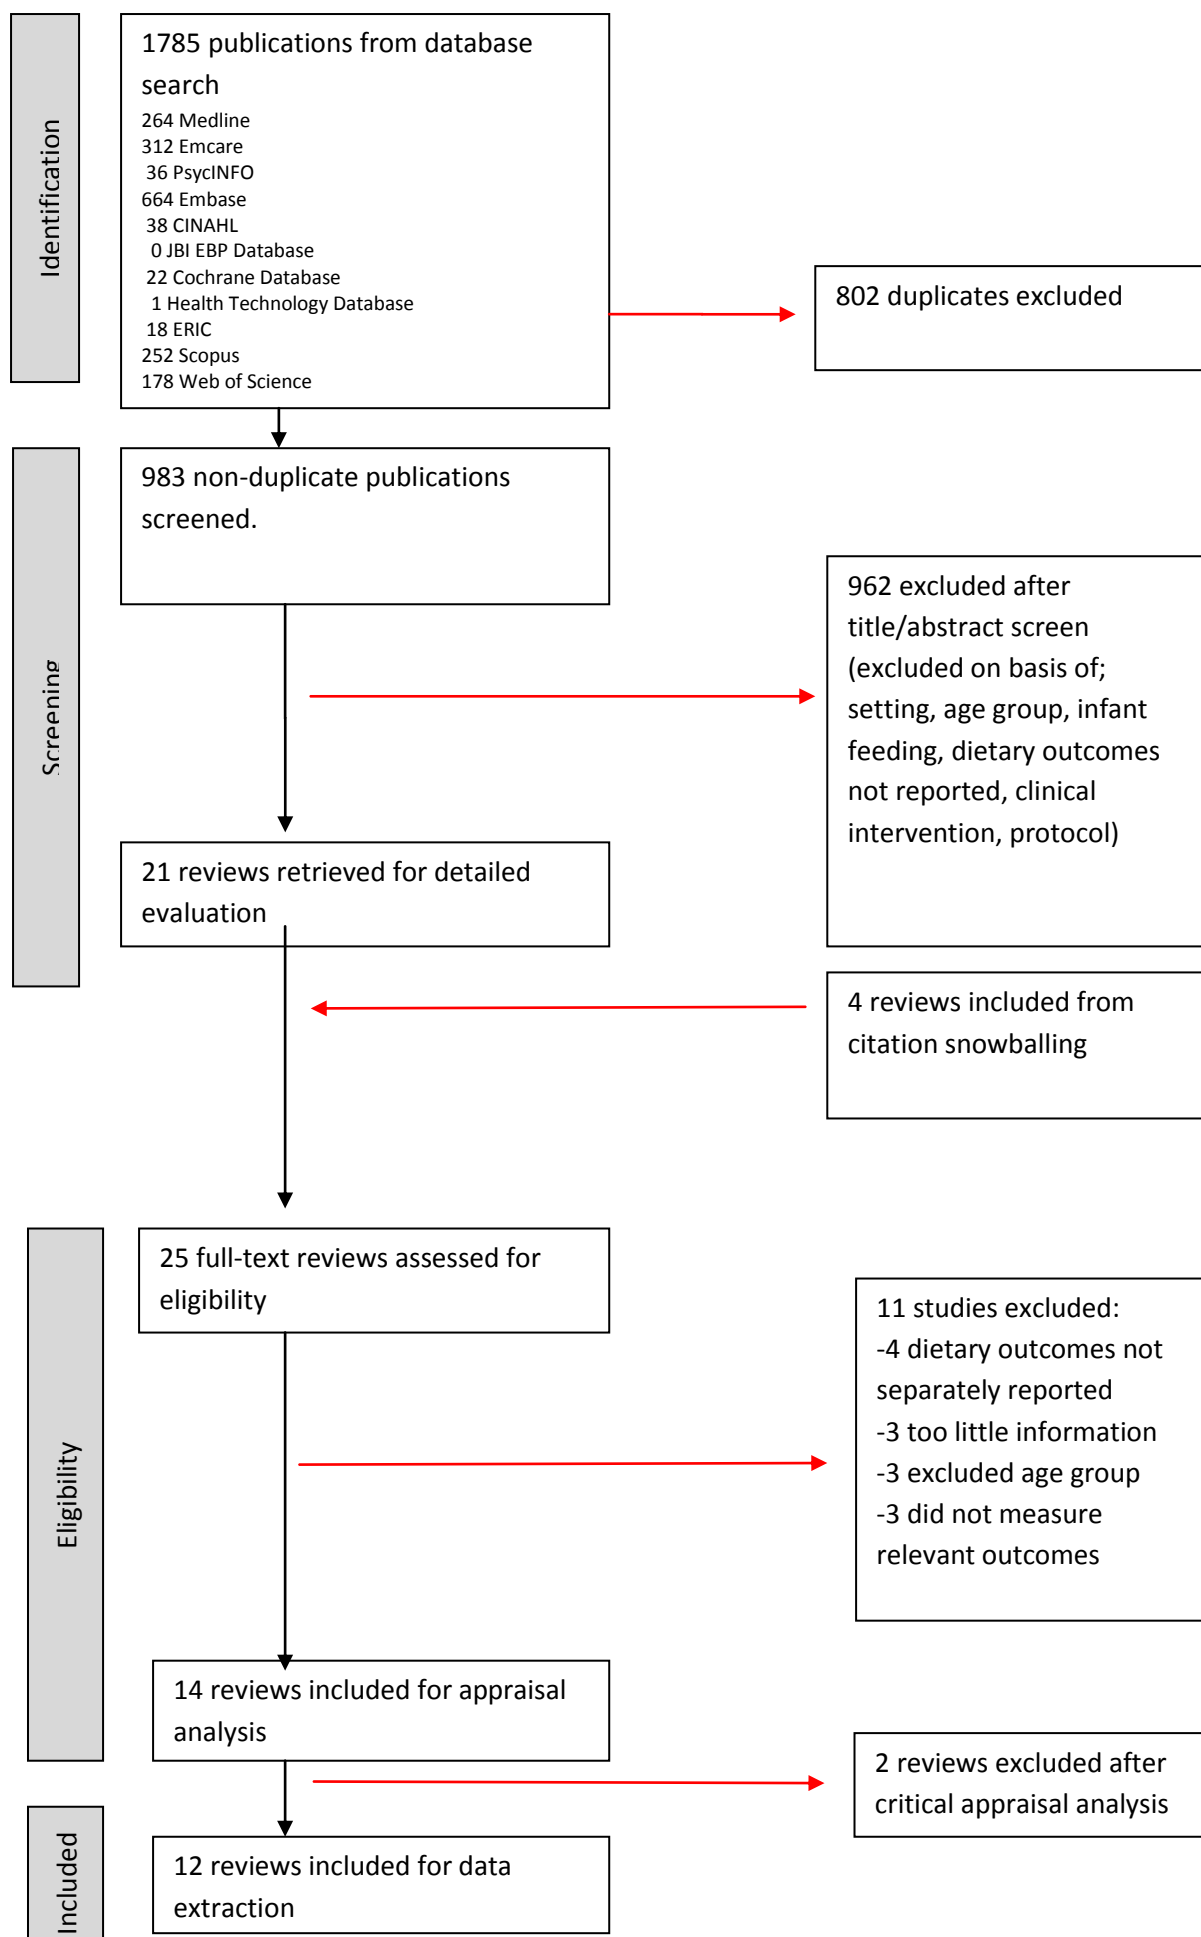 Identification
1785 publications from database
search
264 Medline
312 Emcare
36 PsycINFO
664 Embase
38 CINAHL
0 JBI EBP Database
22 Cochrane Database
1 Health Technology Database
18 ERIC
252 Scopus
178 Web of Science
802 duplicates excluded
Screening
983 non-duplicate publications
screened.
962 excluded after
title/abstract screen
(excluded on basis of;
setting, age group, infant
feeding, dietary outcomes
not reported, clinical
intervention, protocol)
21 reviews retrieved for detailed
evaluation
4 reviews included from
citation snowballing
Eligibility
25 full-text reviews assessed for
eligibility
11 studies excluded:
-4 dietary outcomes not
separately reported
-3 too little information
-3 excluded age group
-3 did not measure
relevant outcomes
14 reviews included for appraisal
analysis
2 reviews excluded after
critical appraisal analysis
Included
12 reviews included for data
extraction